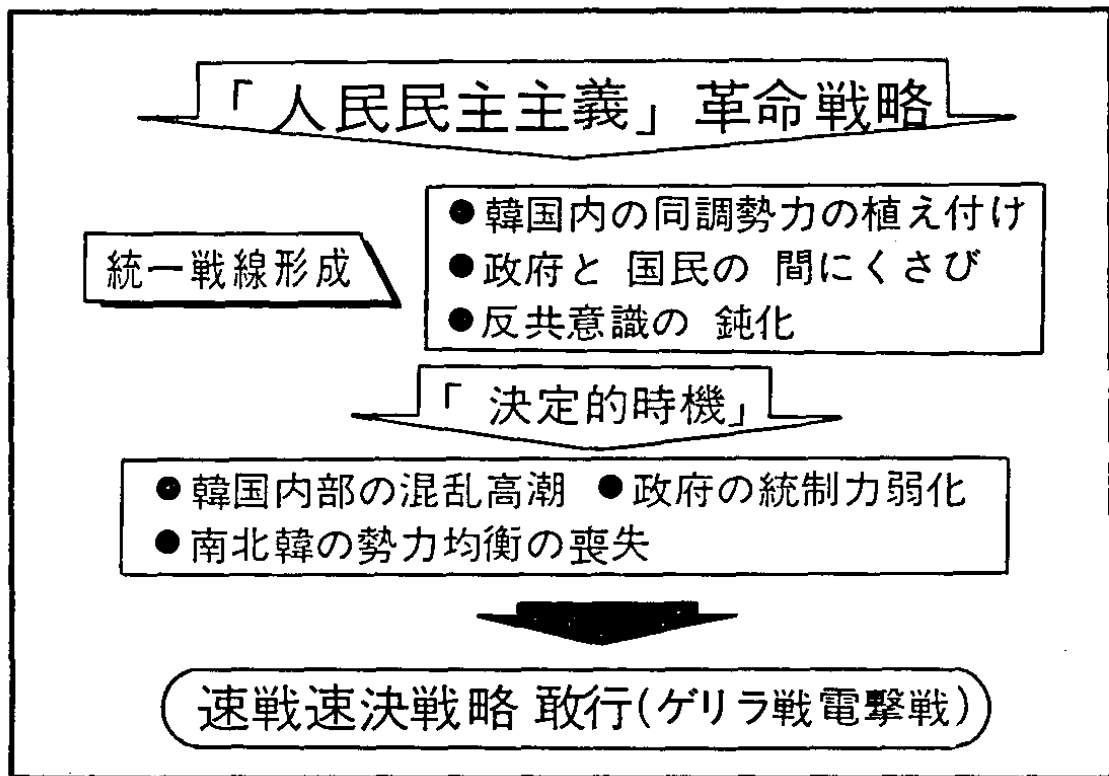 「人民民主主義」革命戦略
統一戦線形成
●韓国内の同調勢力の植え付け
●政府と 国民の 間にくさび
●反共意識の 鈍化
「 決定的時機」
●韓国内部の混乱高潮 ●政府の統制力弱化
●南北韓の勢力均衡の喪失
速戦速決戦略 敢行(ゲリラ戦電撃戦)